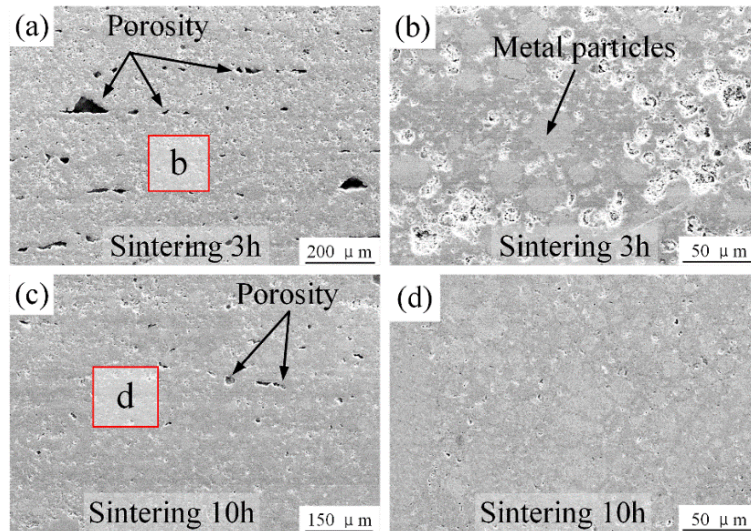 (a)
Porosity
b
Sintering 3h
200 μm
(b)
Metal particles
Sintering 3h
50 μm
(c)
Porosity
d
Sintering 10h
150 μm
(d)
Sintering 10h
50 μm